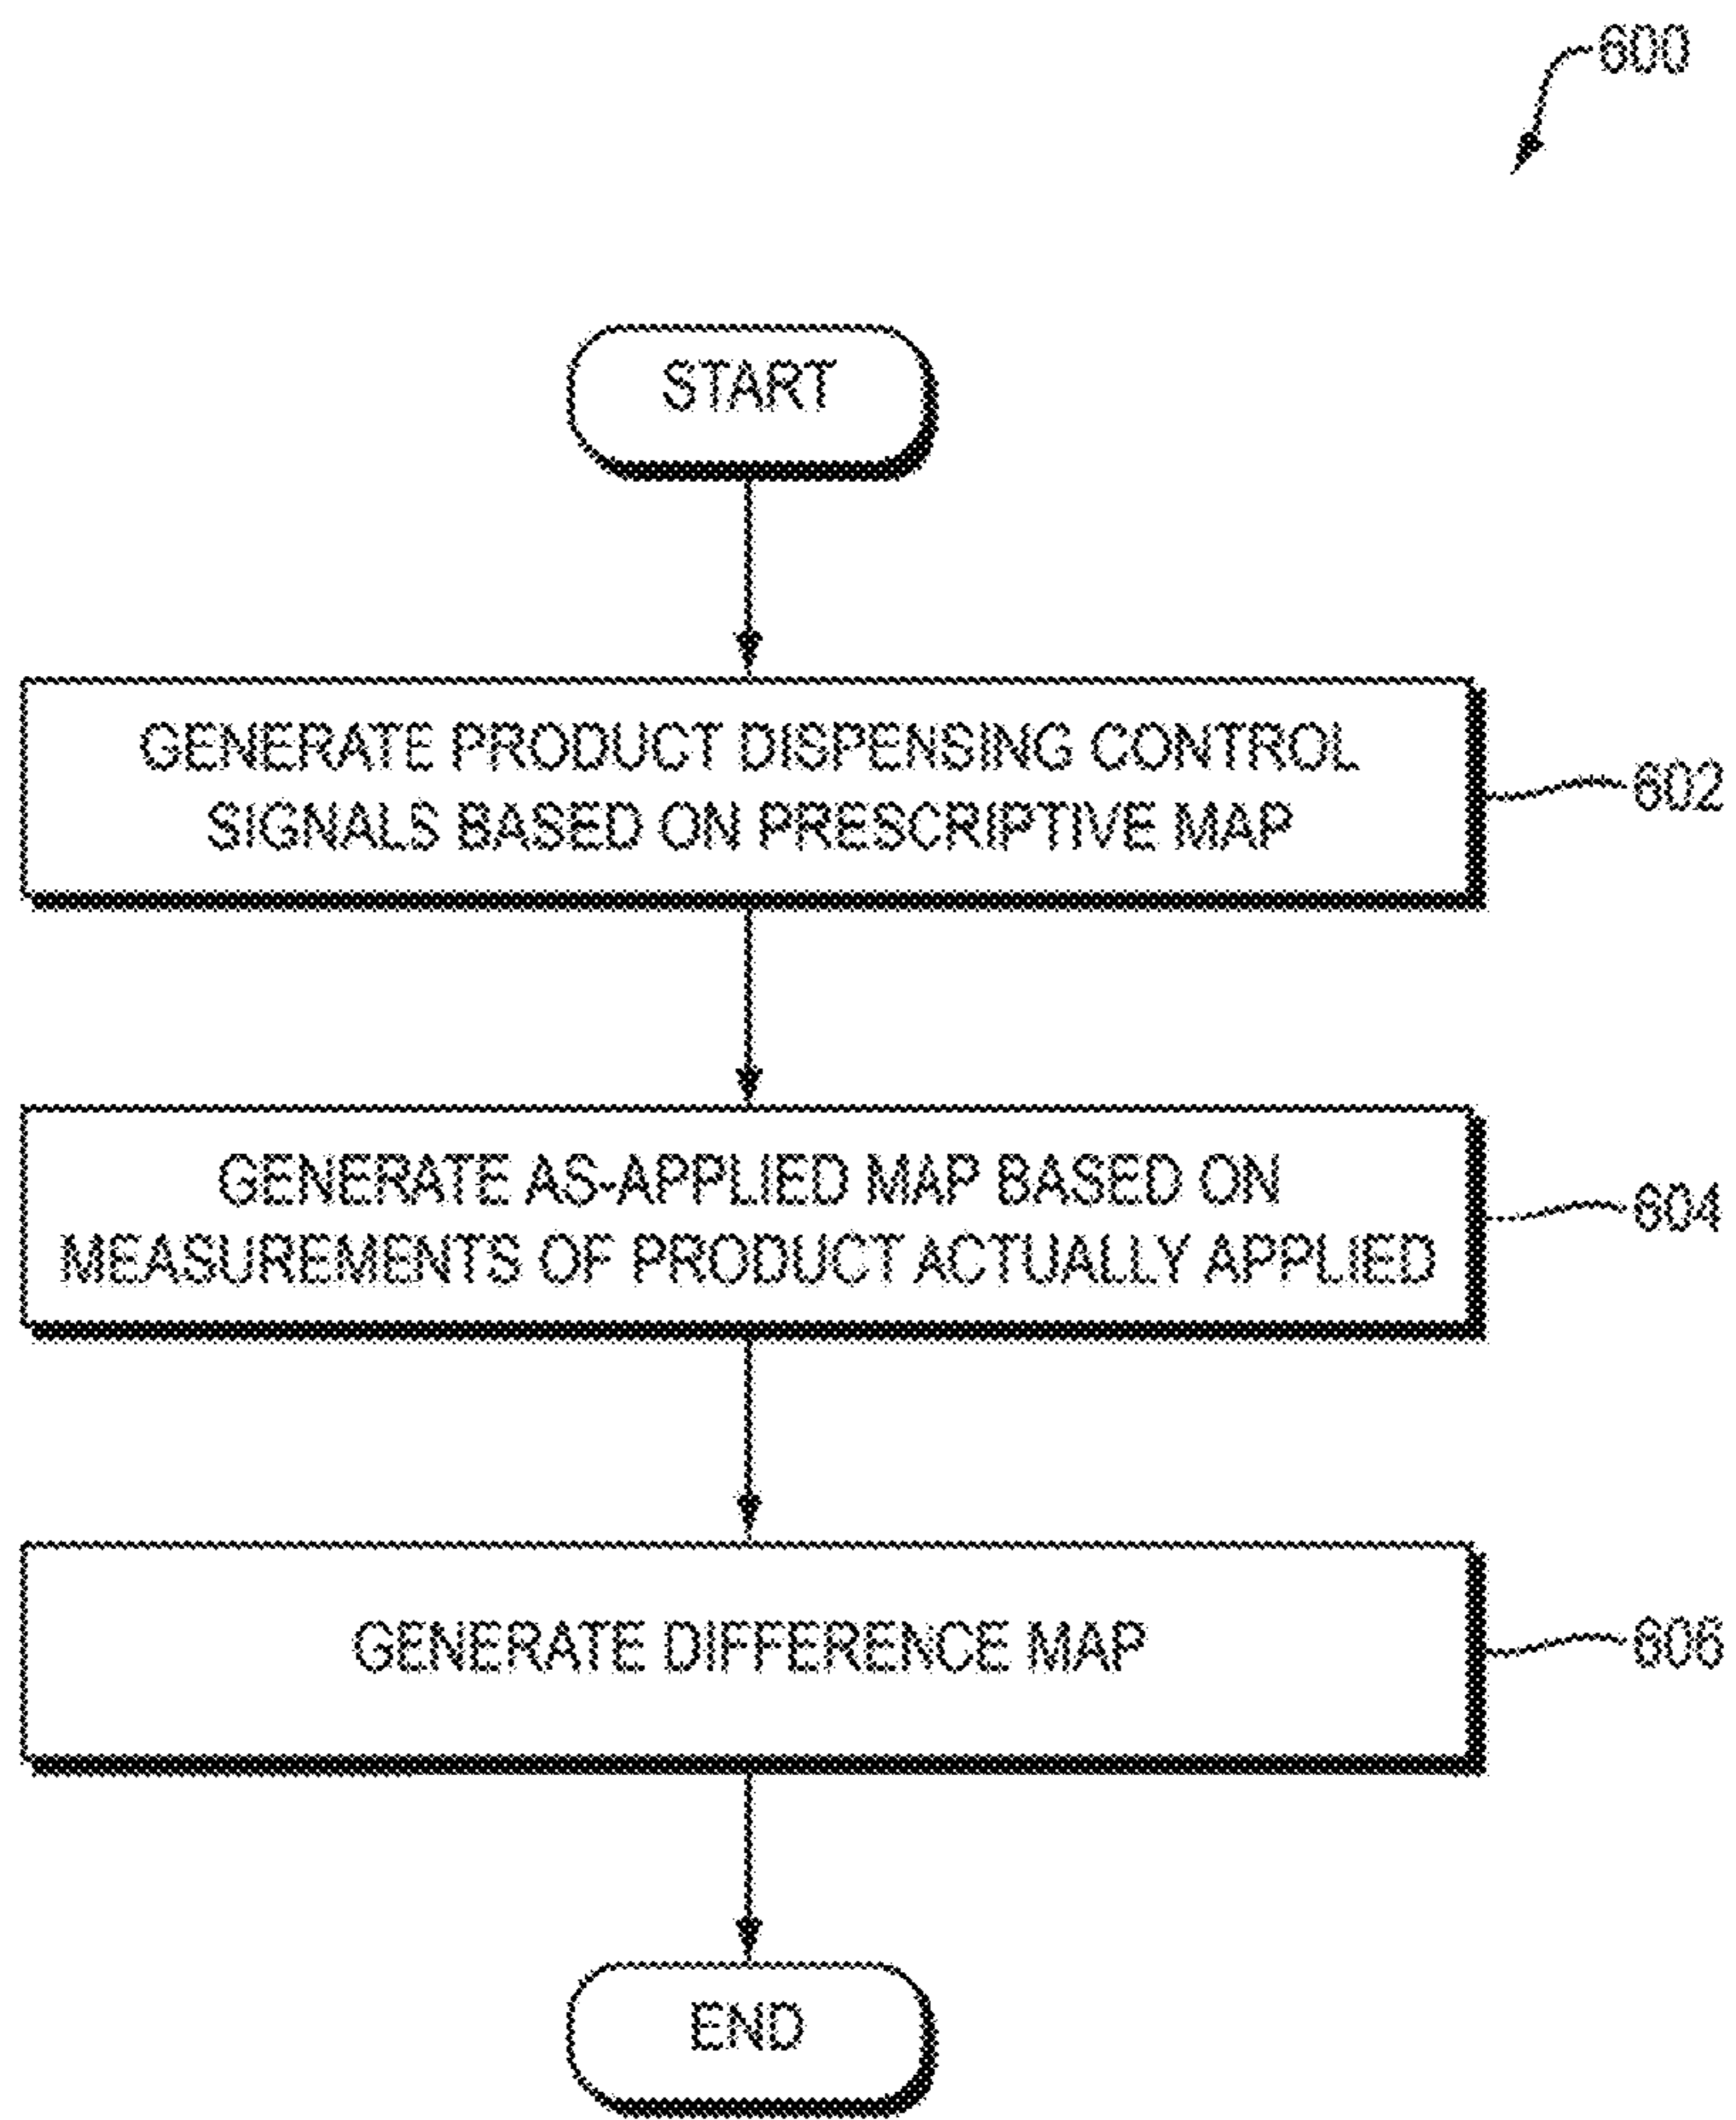 600
START
GENERATE PRODUCT DISPENSING CONTROL
SIGNALS BASED ON PRESCRIPTIVE MAP
602
GENERATE AS-APPLIED MAP BASED ON
MEASUREMENTS OF PRODUCT ACTUALLY APPLIED
604
GENERATE DIFFERENCE MAP
606
END